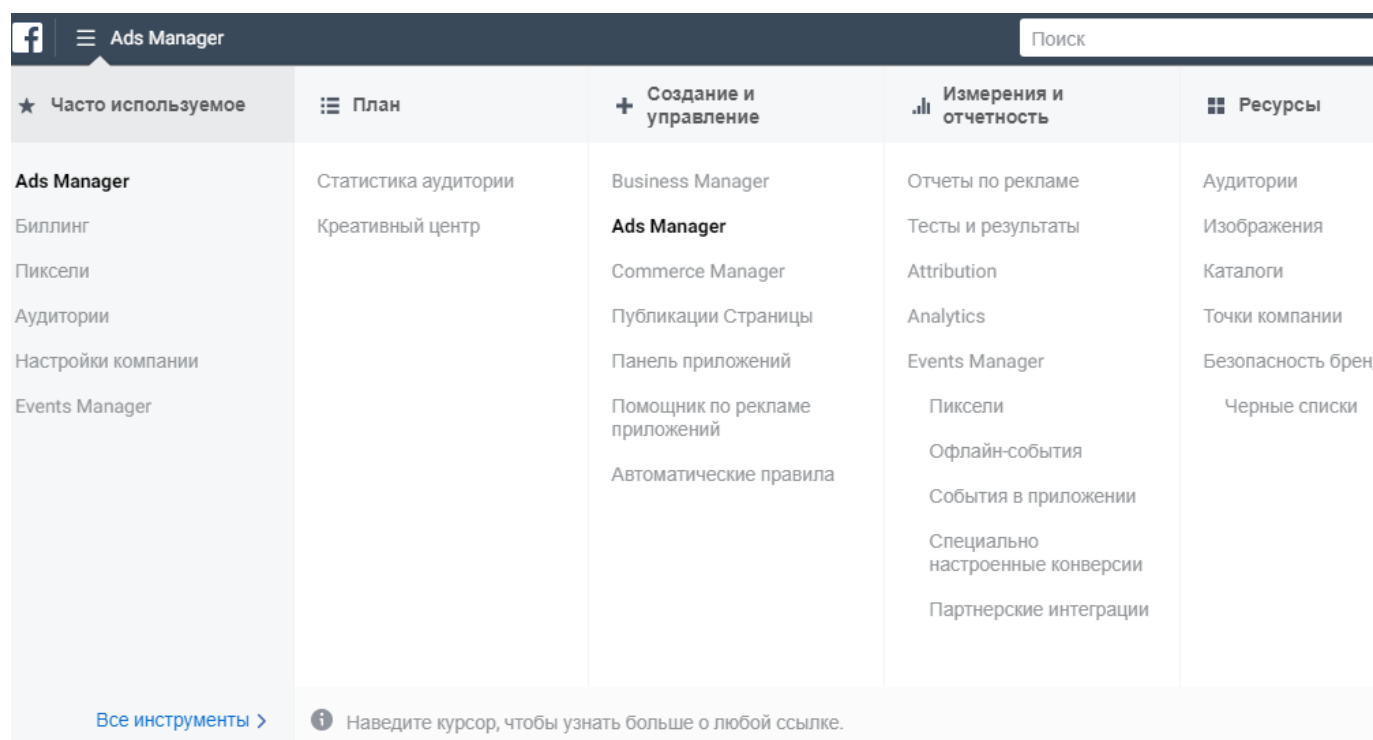 f Ads Manager
Поиск
Часто используемое
Ads Manager
Биллинг
Пиксели
Аудитории
Настройки компании
Events Manager
Все инструменты
План
Статистика аудитории
Креативный центр
Создание и
управление
Business Manager
Ads Manager
Commerce Manager
Публикации Страницы
Панель приложений
Помощник по рекламе
приложений
Автоматические правила
Измерения и
отчетность
Отчеты по рекламе
Тесты и результаты
Attribution
Analytics
Events Manager
Пиксели
Офлайн-события
События в приложении
Специально
настроенные конверсии
Партнерские интеграции
Ресурсы
Аудитории
Изображения
Каталоги
Точки компании
Безопасность брен
Черные списки
Наведите курсор, чтобы узнать больше о любой ссылке.